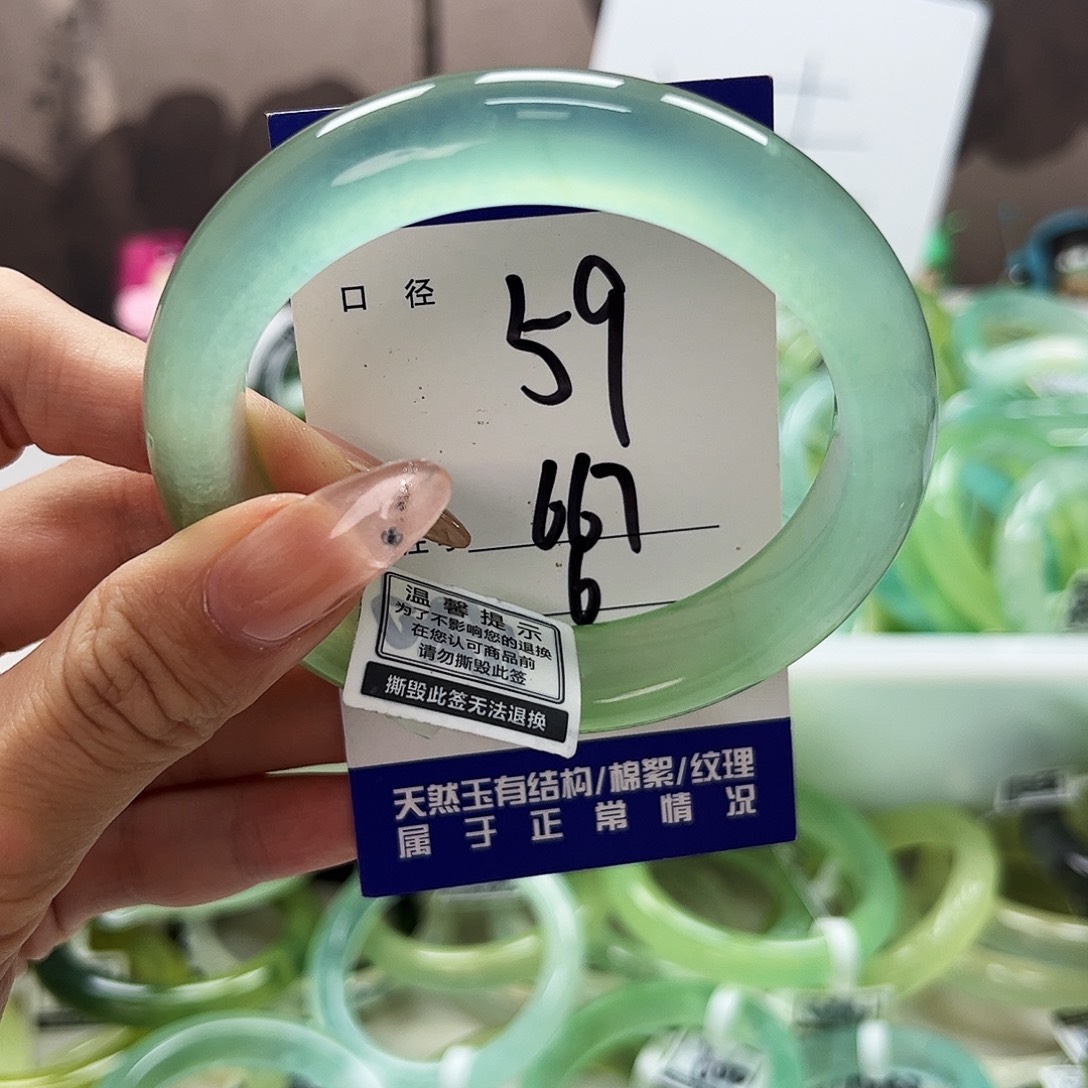 口 径
59
667
6
温馨提示
为了不影响您的退换
在您认可商品前
请勿撕毁此签
撕毁此签无法退换
天然玉有结构/棉絮/纹理
属于正常情况